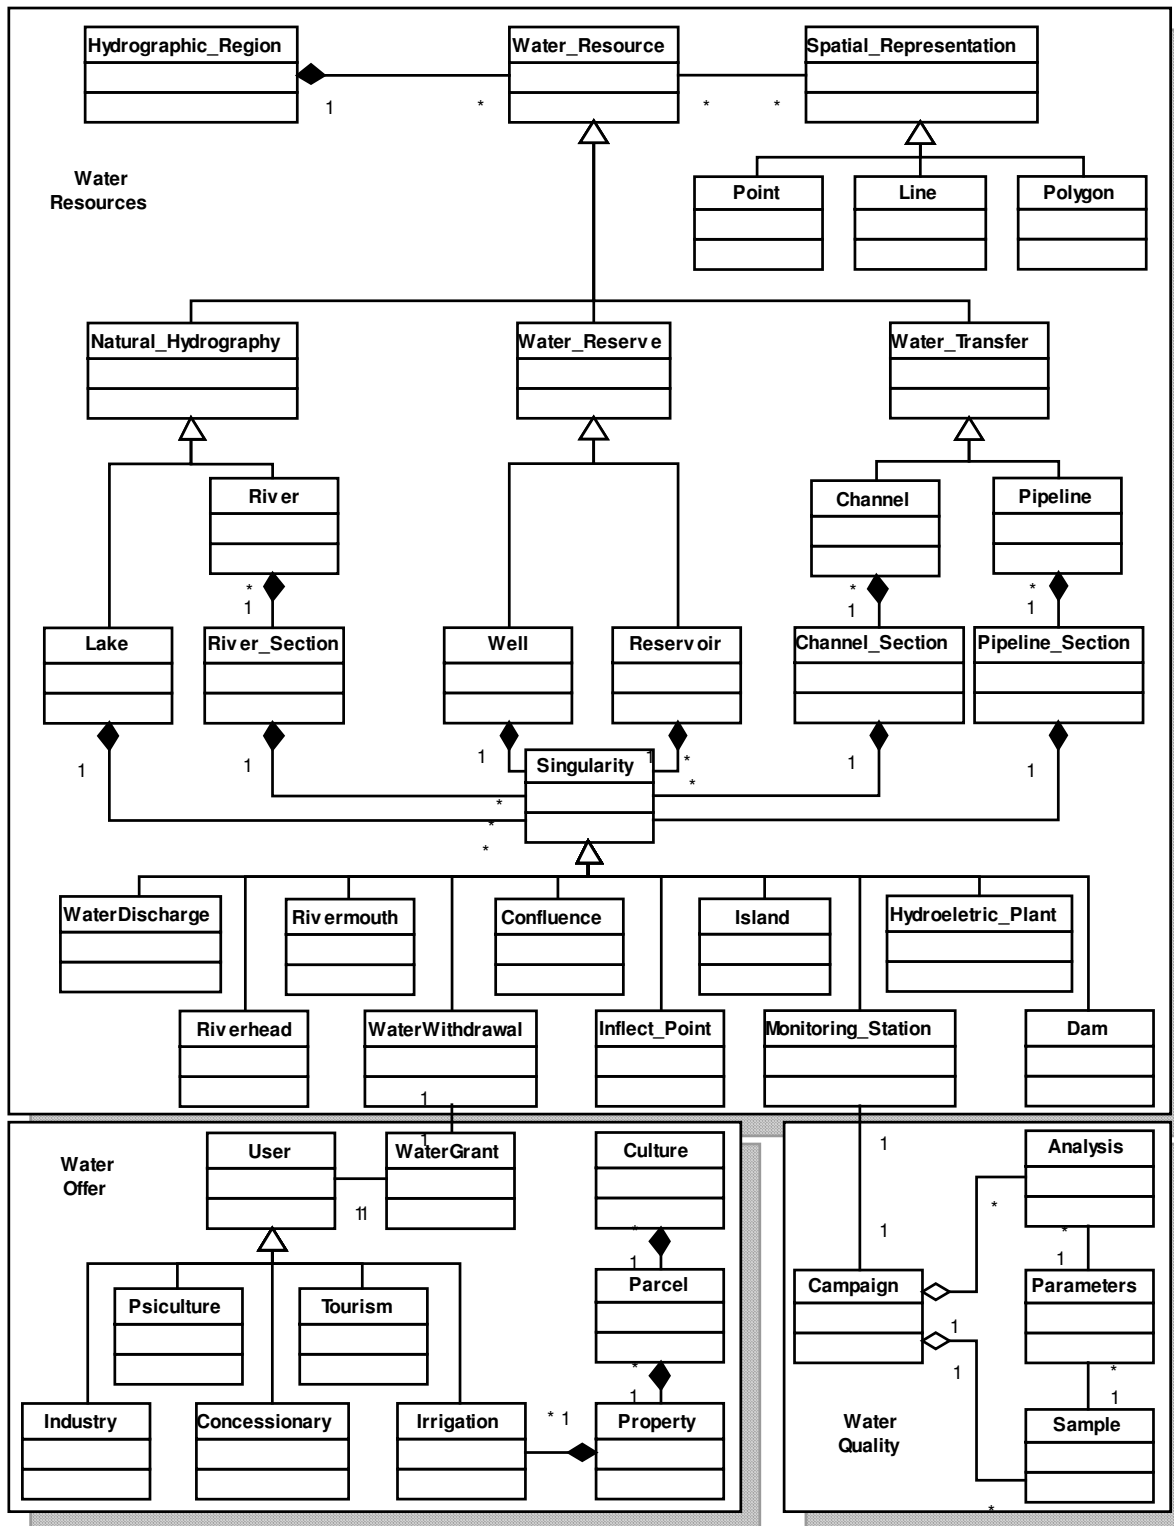 Hydrographic_Region
Water_Resource
Spatial_Representation
1
*
*
*
Water
Resources
Point
Line
Polygon
Natural_Hydrography
Water_Reserve
Water_Transfer
River
Channel
Pipeline
*
1
*
1
*
1
Lake
River_Section
Well
Reservoir
Channel_Section
Pipeline_Section
1
1
1
1
*
1
1
Singularity
*
*
*
*
WaterDischarge
Rivermouth
Confluence
Island
Hydroeletric_Plant
Riverhead
WaterWithdrawal
Inflect_Point
Monitoring_Station
Dam
1
1
Water
Offer
User
WaterGrant
Culture
1
Analysis
11
*
1
*
*
1
1
Parcel
Campaign
Parameters
Psiculture
Tourism
1
*
1
1
*
1
Industry
Concessionary
Irrigation
* 1
Property
Water
Quality
Sample
*